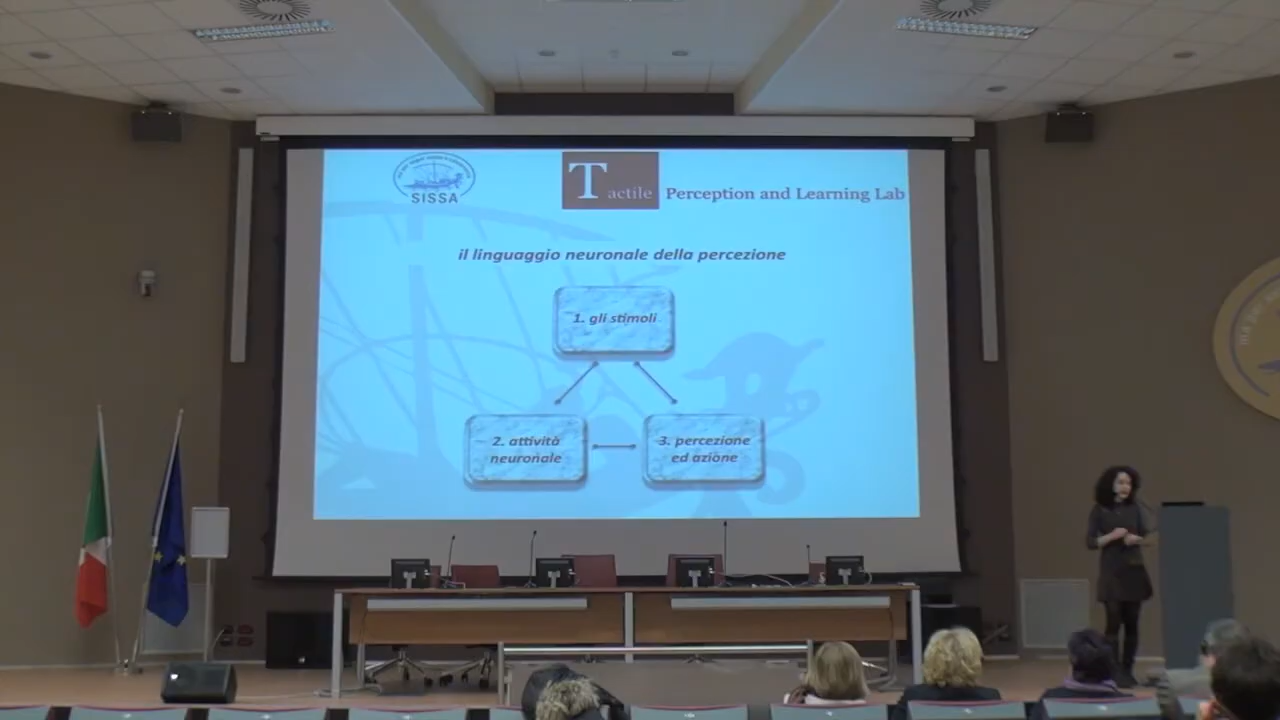 SISSA
Tactile Perception and Learning Lab
il linguaggio neuronale della percezione
1. gli stimoli
2. attività
neuronale
3. percezione
ed azione